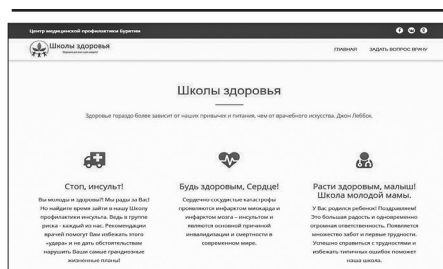 Центр медицинской профилактики Бурятии
Школы здоровья
ГЛАВНАЯ ЗАДАТЬ ВОПРОС ВРАЧУ
Школы здоровья
Здоровье гораздо более зависит от наших привычек и питания, чем от врачебного искусства. Джон Леббок.
Стоп, инсульт!
Вы молоды и здоровы?! Мы рады за Вас!
Но найдите время зайти в нашу Школу
профилактики инсульта. Ведь в группе
риска - каждый из нас. Рекомендации
врачей помогут Вам избежать этого
«удара» и не дать обстоятельствам
нарушить Ваши самые грандиозные
жизненные планы!
Будь здоровым, Сердце!
Сердечно-сосудистые катастрофы
проявляются инфарктом миокарда и
инфарктом мозга – инсультом и
являются основной причиной
инвалидизации и смертности в
современном мире.
Расти здоровым, малыш!
Школа молодой мамы.
У Вас родился ребенок! Поздравляем!
Это большая радость и одновременно
огромная ответственность. Появляется
множество забот и первые трудности.
Успешно справиться с трудностями и
избежать типичных ошибок поможет
наша школа.